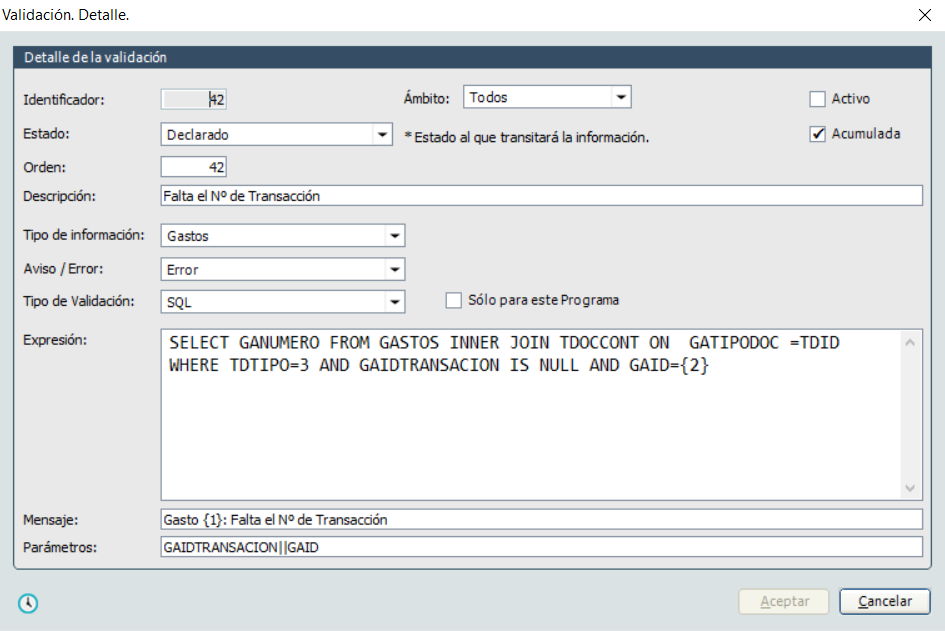 Validación. Detalle.
Detalle de la validación
Identificador: 42 Ámbito: Todos Activo
Estado: Declarado * Estado al que transitará la información. Acumulada
Orden: 42
Descripción: Falta el Nº de Transacción
Tipo de información: Gastos
Aviso / Error: Error
Tipo de Validación: SQL Sólo para este Programa
Expresión: SELECT GANUMERO FROM GASTOS INNER JOIN TDOCCONT ON GATIPODOC =TDID
WHERE TDTIPO=3 AND GAIDTRANSACION IS NULL AND GAID={2}
Mensaje: Gasto {1}: Falta el Nº de Transacción
Parámetros: GAIDTRANSACION||GAID
Aceptar Cancelar